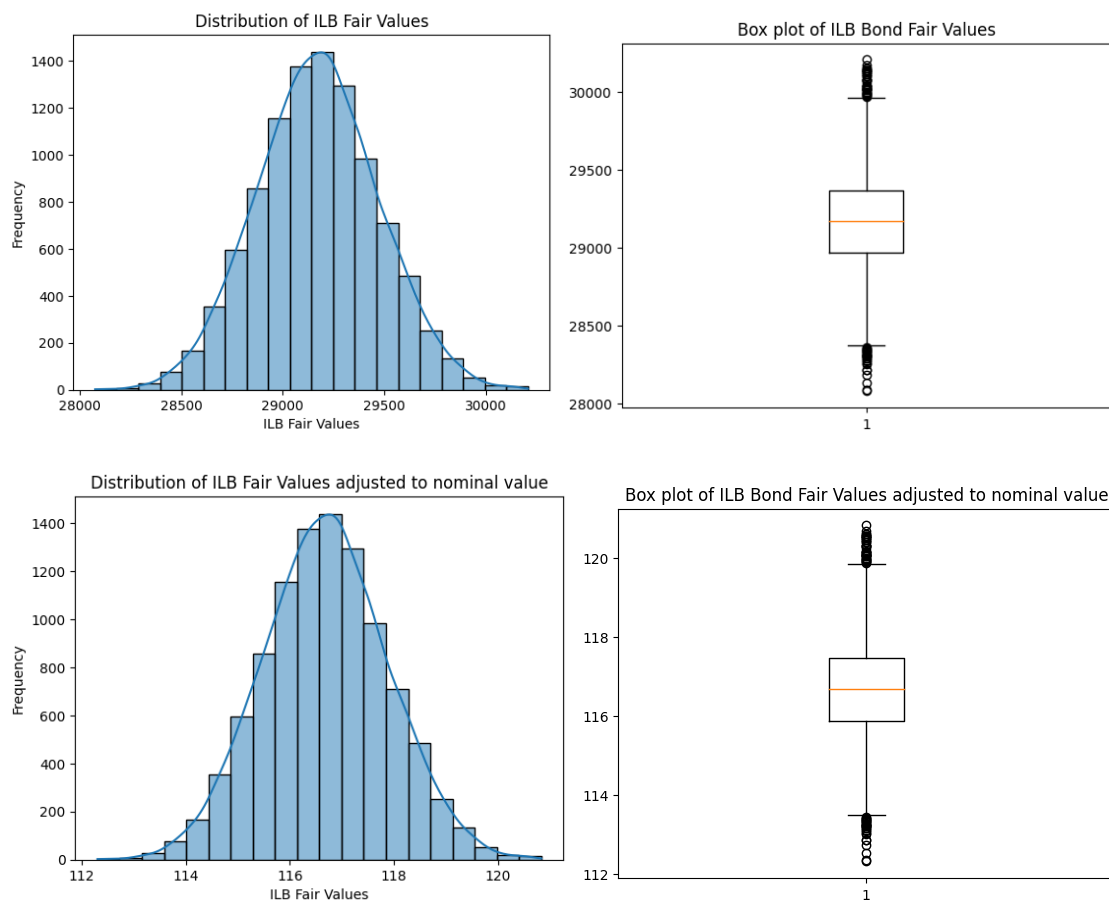 Distribution of ILB Fair Values
Frequency
1400
1200
1000
800
600
400
200
0
28000 28500 29000 29500 30000
ILB Fair Values
Box plot of ILB Bond Fair Values
30000
29500
29000
28500
28000
1
Distribution of ILB Fair Values adjusted to nominal value
Frequency
1400
1200
1000
800
600
400
200
0
112 114 116 118 120
ILB Fair Values
Box plot of ILB Bond Fair Values adjusted to nominal value
120
118
116
114
112
1